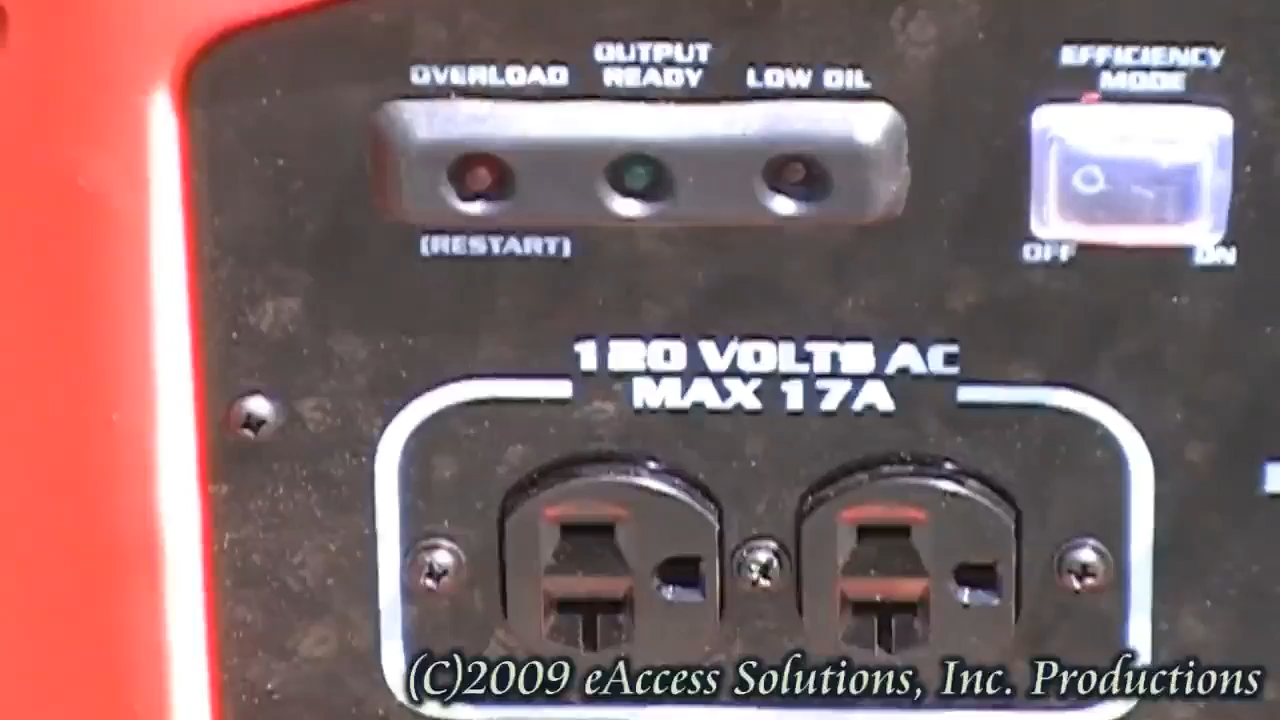 OVERLOAD
OUTPUT
READY
LOW OIL
EFFICIENCY
MODE
(RESTART)
OFF
ON
120 VOLTS AC
MAX 17A
(C)2009 eAccess Solutions, Inc. Productions